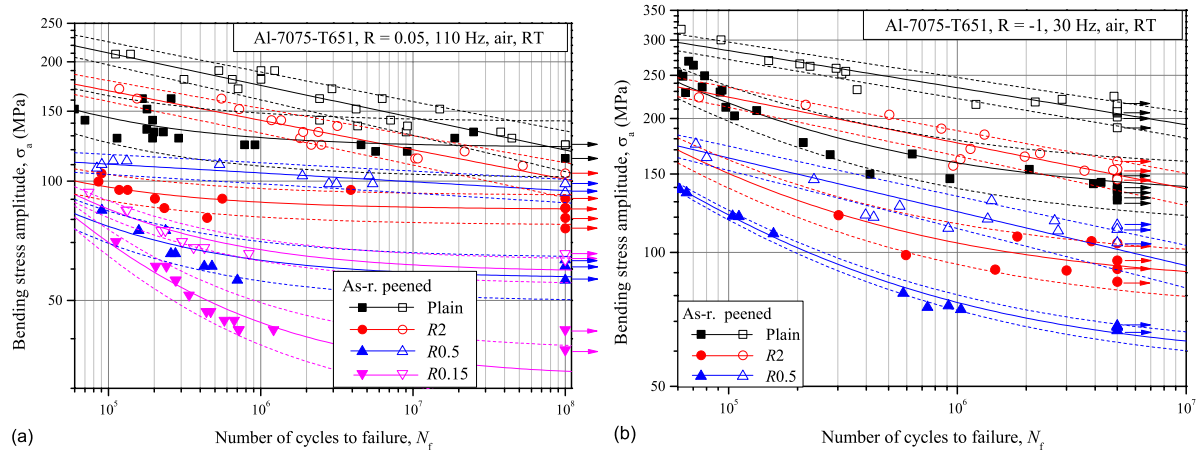 Al-7075-T651, R = 0.05, 110 Hz, air, RT
250
200
150
100
50
Bending stress amplitude, σa (MPa)
As-r. peened
Plain
R2
R0.5
R0.15
10^5
10^6
10^7
10^8
Number of cycles to failure, Nf
(a)
Al-7075-T651, R = -1, 30 Hz, air, RT
350
300
250
200
150
100
50
Bending stress amplitude, σa (MPa)
As-r. peened
Plain
R2
R0.5
10^5
10^6
10^7
Number of cycles to failure, Nf
(b)